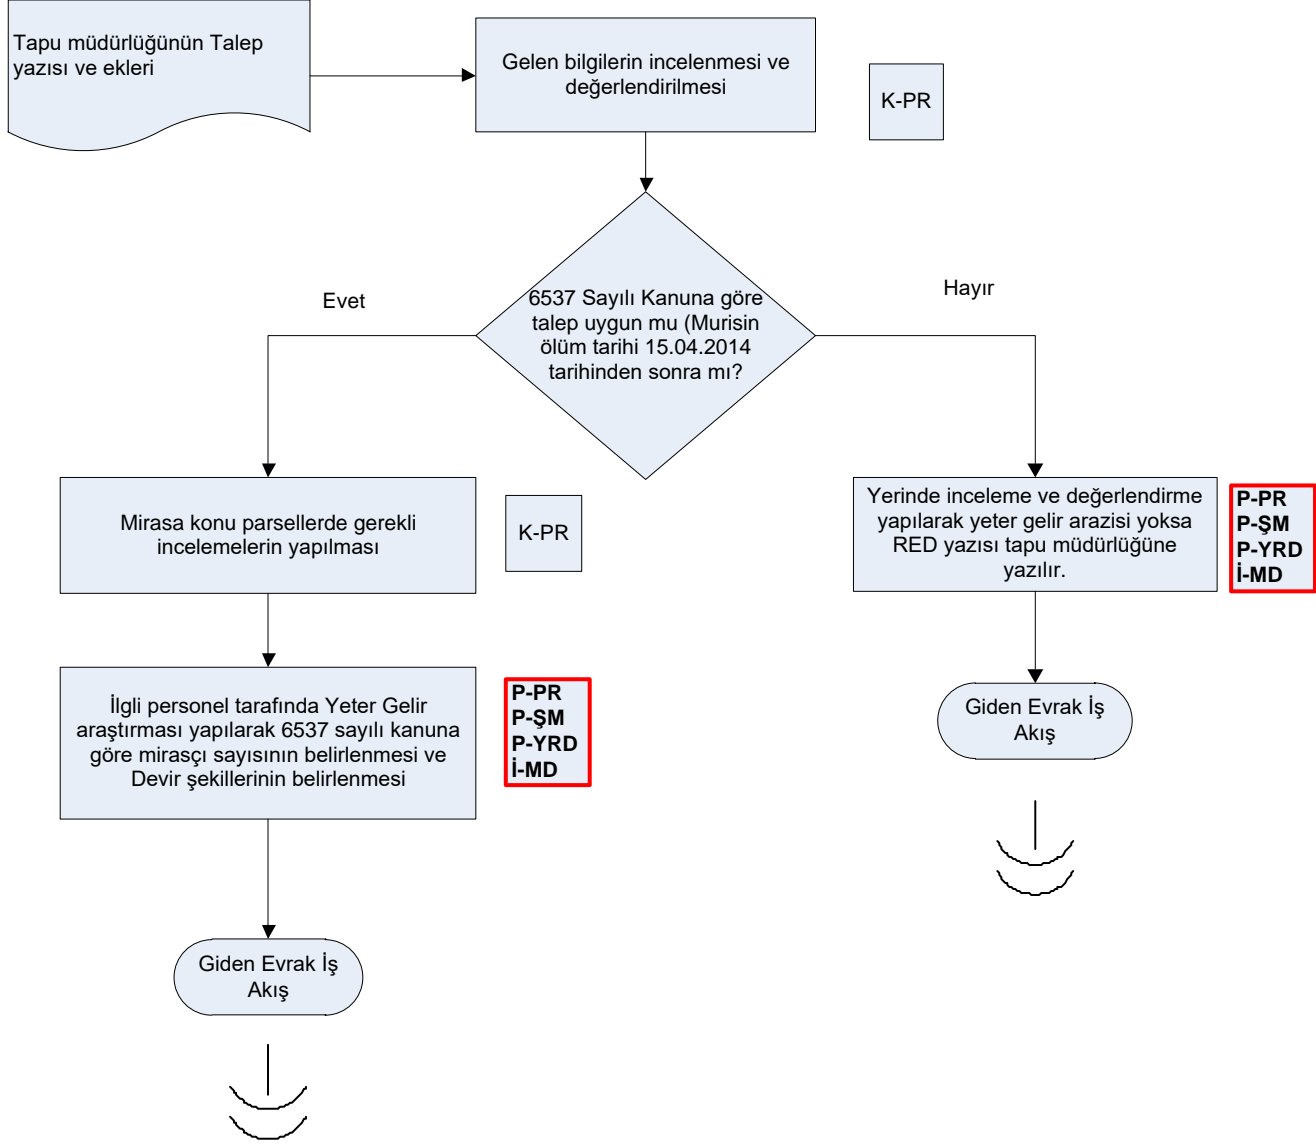 Tapu müdürlüğünün Talep
yazısı ve ekleri
Gelen bilgilerin incelenmesi ve
değerlendirilmesi
K-PR
Evet
Hayır
6537 Sayılı Kanuna göre
talep uygun mu (Murisin
ölüm tarihi 15.04.2014
tarihinden sonra mı?
Mirasa konu parsellerde gerekli
incelemelerin yapılması
K-PR
Yerinde inceleme ve değerlendirme
yapılarak yeter gelir arazisi yoksa
RED yazısı tapu müdürlüğüne
yazılır.
P-PR
P-ŞM
P-YRD
İ-MD
İlgli personel tarafında Yeter Gelir
araştırması yapılarak 6537 sayılı kanuna
göre mirasçı sayısının belirlenmesi ve
Devir şekillerinin belirlenmesi
P-PR
P-ŞM
P-YRD
İ-MD
Giden Evrak İş
Akış
Giden Evrak İş
Akış